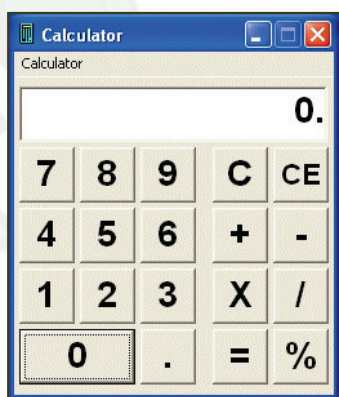 Calculator
Calculator
0.
7 8 9 C CE
4 5 6 + -
1 2 3 X /
0 . = %